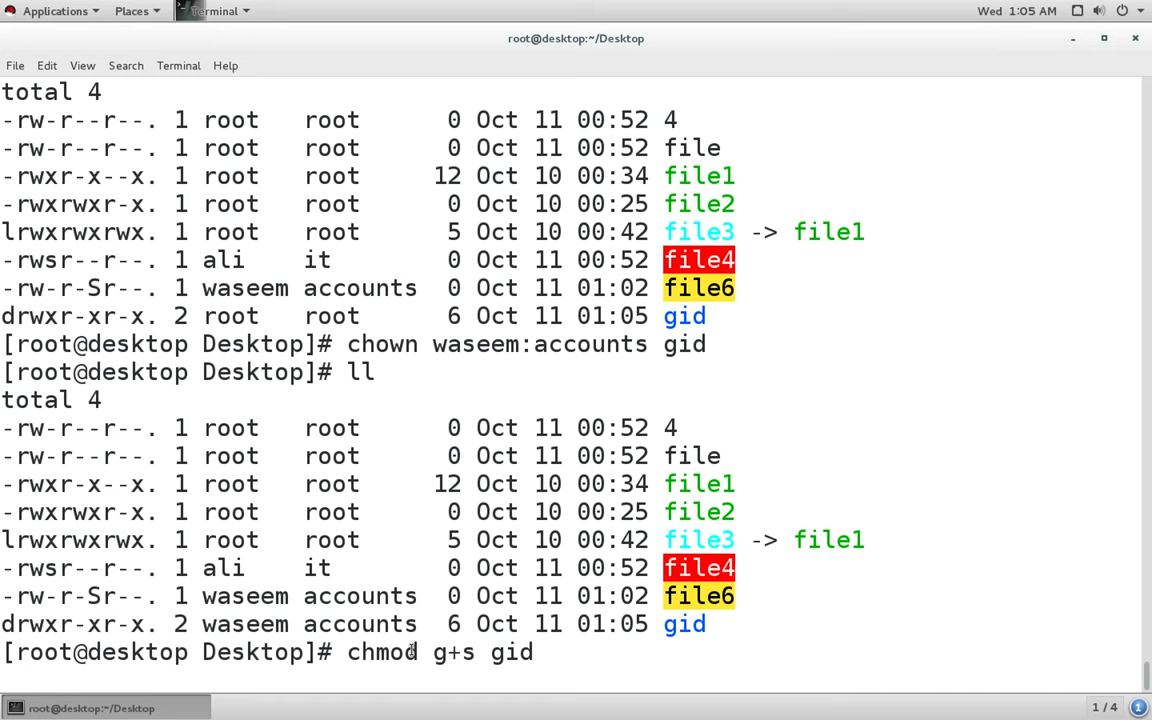 Applications Places Terminal Wed 1:05 AM
root@desktop:~/Desktop
File Edit View Search Terminal Help
total 4
-rw-r--r--. 1 root   root      0 Oct 11 00:52 4
-rw-r--r--. 1 root   root      0 Oct 11 00:52 file
-rwxr-x--x. 1 root   root     12 Oct 10 00:34 file1
-rwxrwxr-x. 1 root   root      0 Oct 10 00:25 file2
lrwxrwxrwx. 1 root   root      5 Oct 10 00:42 file3 -> file1
-rwsr--r--. 1 ali    it        0 Oct 11 00:52 file4
-rw-r-Sr--. 1 waseem accounts  0 Oct 11 01:02 file6
drwxr-xr-x. 2 root   root      6 Oct 11 01:05 gid
[root@desktop Desktop]# chown waseem:accounts gid
[root@desktop Desktop]# ll
total 4
-rw-r--r--. 1 root   root      0 Oct 11 00:52 4
-rw-r--r--. 1 root   root      0 Oct 11 00:52 file
-rwxr-x--x. 1 root   root     12 Oct 10 00:34 file1
-rwxrwxr-x. 1 root   root      0 Oct 10 00:25 file2
lrwxrwxrwx. 1 root   root      5 Oct 10 00:42 file3 -> file1
-rwsr--r--. 1 ali    it        0 Oct 11 00:52 file4
-rw-r-Sr--. 1 waseem accounts  0 Oct 11 01:02 file6
drwxr-xr-x. 2 waseem accounts  6 Oct 11 01:05 gid
[root@desktop Desktop]# chmod g+s gid
root@desktop:~/Desktop 1 / 4 1